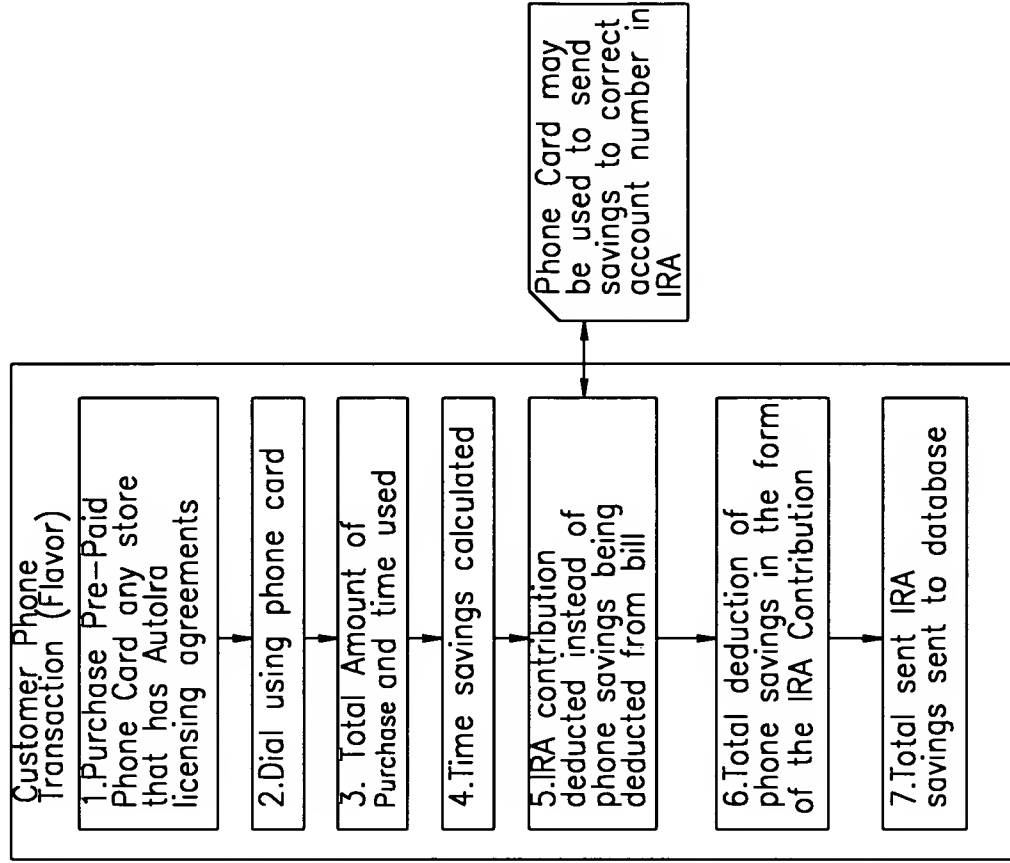 Customer Phone
Transaction (Flavor)
1.Purchase Pre-Paid
Phone Card any store
that has AutoIra
licensing agreements
2.Dial using phone card
3. Total Amount of
Purchase and time used
4.Time savings calculated
5.IRA contribution
deducted instead of
phone savings being
deducted from bill
6.Total deduction of
phone savings in the form
of the IRA Contribution
7.Total sent IRA
savings sent to database
Phone Card may
be used to send
savings to correct
account number in
IRA